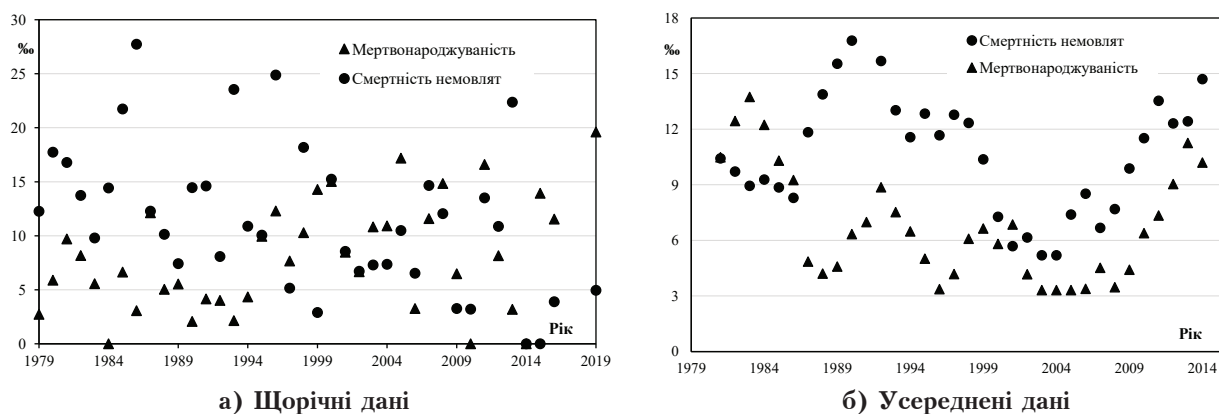 30
‰
25
20
15
10
5
0
Мертвонароджуваність
Смертність немовлят
Рік
1979 1984 1989 1994 1999 2004 2009 2014 2019
а) Щорічні дані
18
‰
15
12
9
6
3
0
Смертність немовлят
Мертвонароджуваність
Рік
1979 1984 1989 1994 1999 2004 2009 2014
б) Усереднені дані